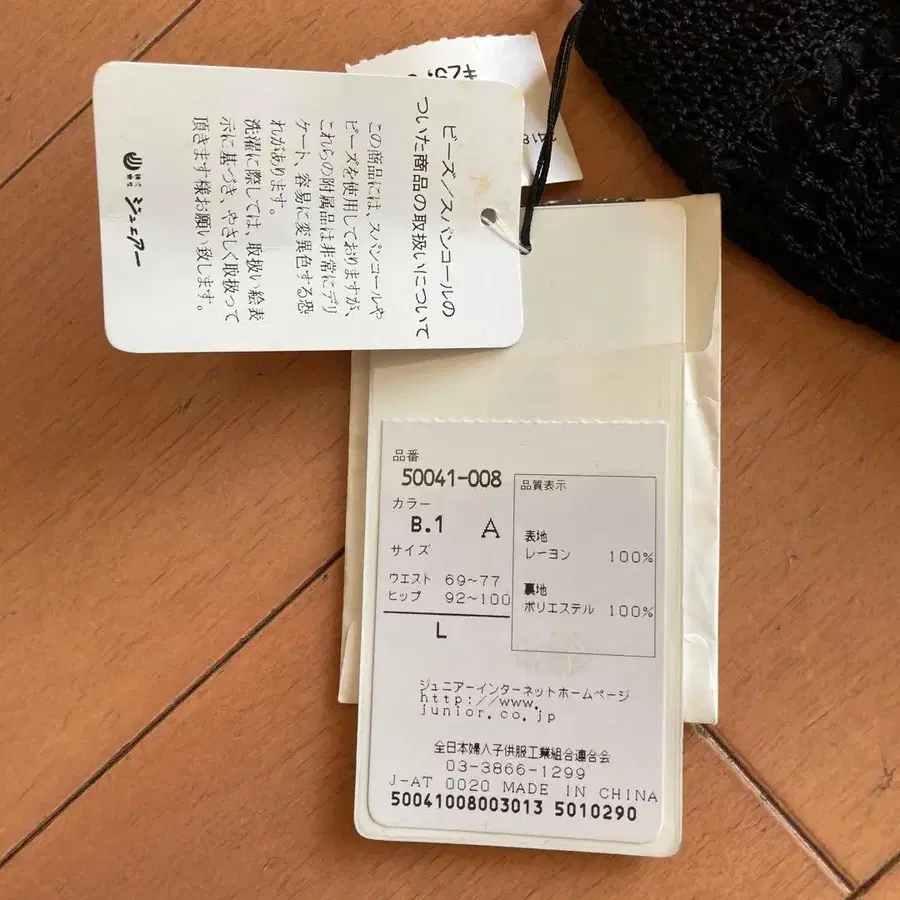 ビーズ/スパンコールの
ついた商品の取扱いについて
この商品には、スパンコールや
ビーズを使用しておりますが、
これらの附属品は非常にデリ
ケート、容易に変異色する恐
れがあります。
洗濯に際しては、取扱い絵表
示に基づき、やさしく取扱って
頂きます様お願い致します。
株式会社 ジュニアー
品番
50041-008
カラー
B.1 A
サイズ
ウエスト 69~77
ヒップ 92~100
L
品質表示
表地
レーヨン 100%
裏地
ポリエステル 100%
ジュニアーインターネットホームページ
http://www.
junior.co.jp
全日本婦人子供服工業組合連合会
03-3866-1299
J-AT 0020 MADE IN CHINA
50041008003013 5010290